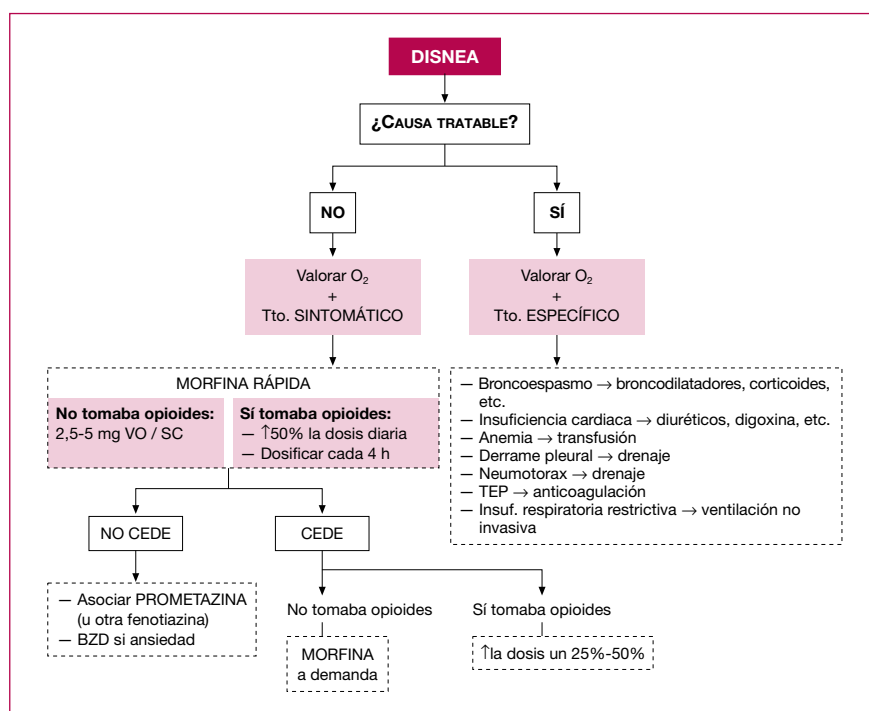 DISNEA
¿CAUSA TRATABLE?
NO
SÍ
Valorar O₂
+
Tto. SINTOMÁTICO
Valorar O₂
+
Tto. ESPECÍFICO
MORFINA RÁPIDA
No tomaba opioides:
2,5-5 mg VO / SC
Sí tomaba opioides:
— ↑50% la dosis diaria
— Dosificar cada 4 h
— Broncoespasmo → broncodilatadores, corticoides,
etc.
— Insuficiencia cardiaca → diuréticos, digoxina, etc.
— Anemia → transfusión
— Derrame pleural → drenaje
— Neumotorax → drenaje
— TEP → anticoagulación
— Insuf. respiratoria restrictiva → ventilación no
invasiva
NO CEDE
CEDE
— Asociar PROMETAZINA
(u otra fenotiazina)
— BZD si ansiedad
No tomaba opioides
Sí tomaba opioides
MORFINA
a demanda
↑la dosis un 25%-50%